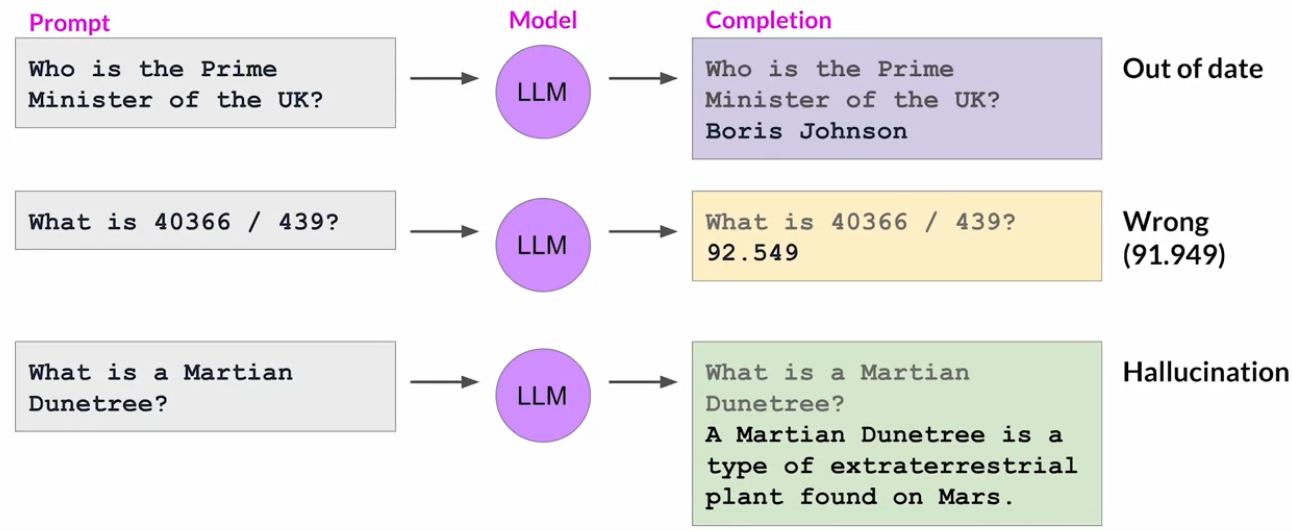 Prompt
Model
Completion
Who is the Prime
Minister of the UK?
LLM
Who is the Prime
Minister of the UK?
Boris Johnson
Out of date
What is 40366 / 439?
LLM
What is 40366 / 439?
92.549
Wrong
(91.949)
What is a Martian
Dunetree?
LLM
What is a Martian
Dunetree?
A Martian Dunetree is a
type of extraterrestrial
plant found on Mars.
Hallucination